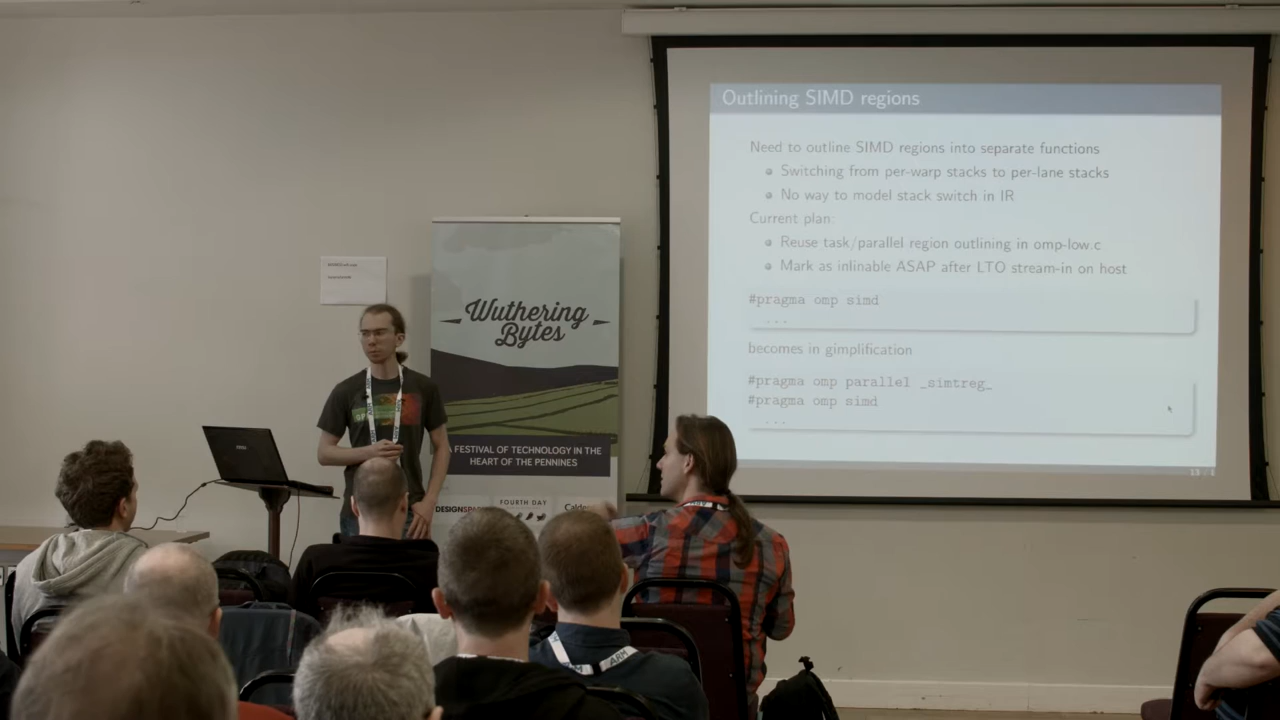 Outlining SIMD regions
Need to outline SIMD regions into separate functions
Switching from per-warp stacks to per-lane stacks
No way to model stack switch in IR
Current plan:
Reuse task/parallel region outlining in omp-low.c
Mark as inlinable ASAP after LTO stream-in on host
#pragma omp simd
...
becomes in gimplification
#pragma omp parallel _simtreg_
#pragma omp simd
...
Wuthering
Bytes
A FESTIVAL OF TECHNOLOGY IN THE
HEART OF THE PENNINES
FOURTH DAY
ARM